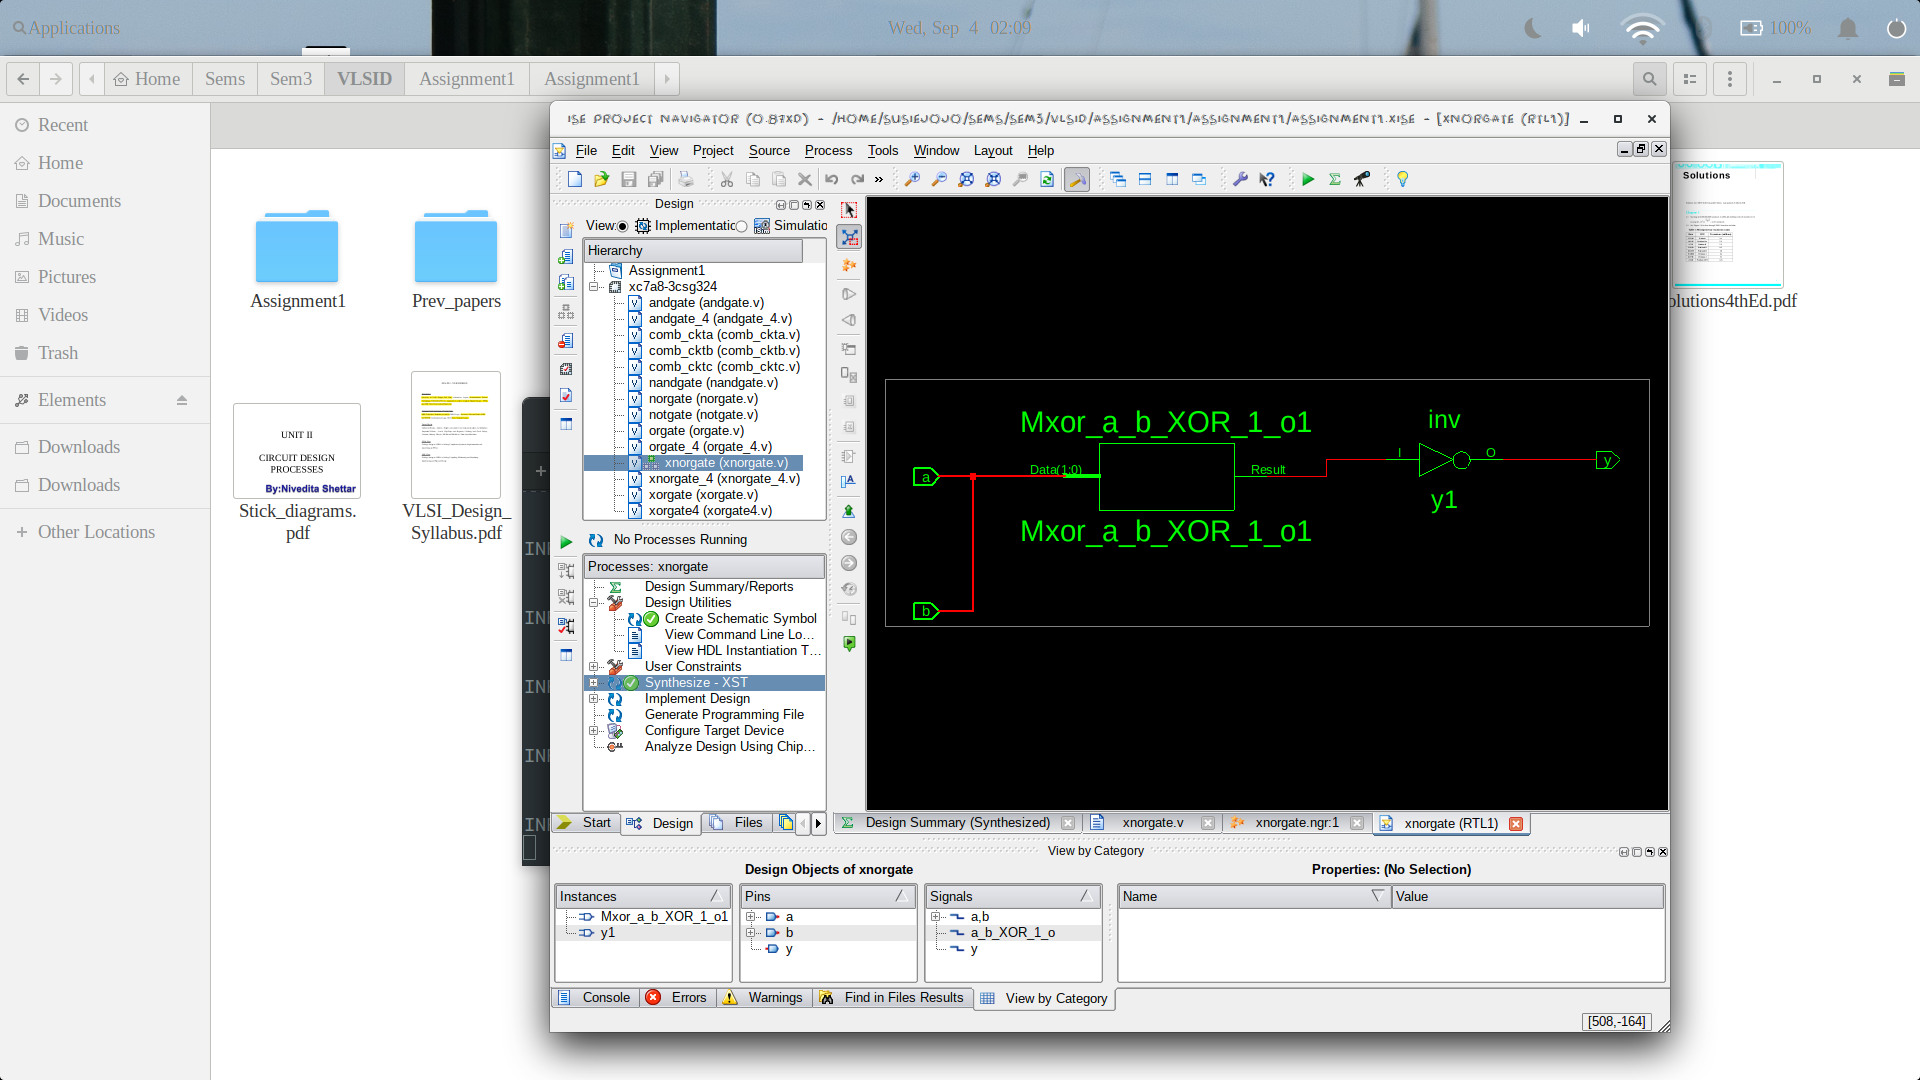 Applications
Wed, Sep 4 02:09
100%
Home
Sems
Sem3
VLSID
Assignment1
Assignment1
Recent
Home
Documents
Music
Pictures
Videos
Trash
Elements
Downloads
Downloads
+ Other Locations
Assignment1
Prev_papers
UNIT II
CIRCUIT DESIGN
PROCESSES
By:Nivedita Shettar
Stick_diagrams.
pdf
VLSI_Design_
Syllabus.pdf
Solutions
olutions4thEd.pdf
ISE PROJECT NAVIGATOR (O.87XD) - /HOME/SUSIEJOJO/SEMS/SEM3/VLSID/ASSIGNMENT1/ASSIGNMENT1/ASSIGNMENT1.XISE - [XNORGATE (RTL1)]
File Edit View Project Source Process Tools Window Layout Help
Design
View: Implementatic Simulatio
Hierarchy
Assignment1
xc7a8-3csg324
andgate (andgate.v)
andgate_4 (andgate_4.v)
comb_ckta (comb_ckta.v)
comb_cktb (comb_cktb.v)
comb_cktc (comb_cktc.v)
nandgate (nandgate.v)
norgate (norgate.v)
notgate (notgate.v)
orgate (orgate.v)
orgate_4 (orgate_4.v)
xnorgate (xnorgate.v)
xnorgate_4 (xnorgate_4.v)
xorgate (xorgate.v)
xorgate4 (xorgate4.v)
No Processes Running
Processes: xnorgate
Design Summary/Reports
Design Utilities
Create Schematic Symbol
View Command Line Lo...
View HDL Instantiation T...
User Constraints
Synthesize - XST
Implement Design
Generate Programming File
Configure Target Device
Analyze Design Using Chip...
Start
Design
Files
Mxor_a_b_XOR_1_o1
inv
a
Data(1:0)
Result
I
O
y
y1
Mxor_a_b_XOR_1_o1
b
Design Summary (Synthesized)
xnorgate.v
xnorgate.ngr:1
xnorgate (RTL1)
View by Category
Design Objects of xnorgate
Properties: (No Selection)
Instances
Mxor_a_b_XOR_1_o1
y1
Pins
a
b
y
Signals
a,b
a_b_XOR_1_o
y
Name
Value
Console
Errors
Warnings
Find in Files Results
View by Category
[508,-164]